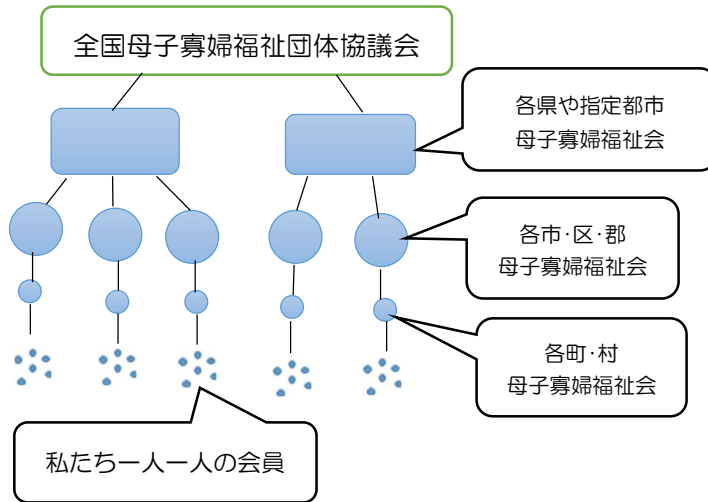 全国母子寡婦福祉団体協議会
各県や指定都市
母子寡婦福祉会
各市・区・郡
母子寡婦福祉会
各町・村
母子寡婦福祉会
私たち一人一人の会員